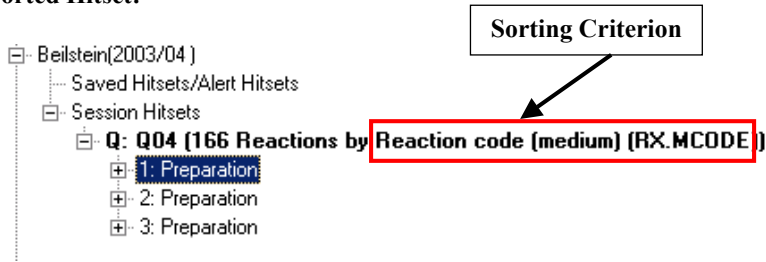 orted Hitset:
Sorting Criterion
Beilstein(2003/04 )
Saved Hitsets/Alert Hitsets
Session Hitsets
Q: Q04 (166 Reactions by Reaction code (medium) (RX.MCODE))
1: Preparation
2: Preparation
3: Preparation